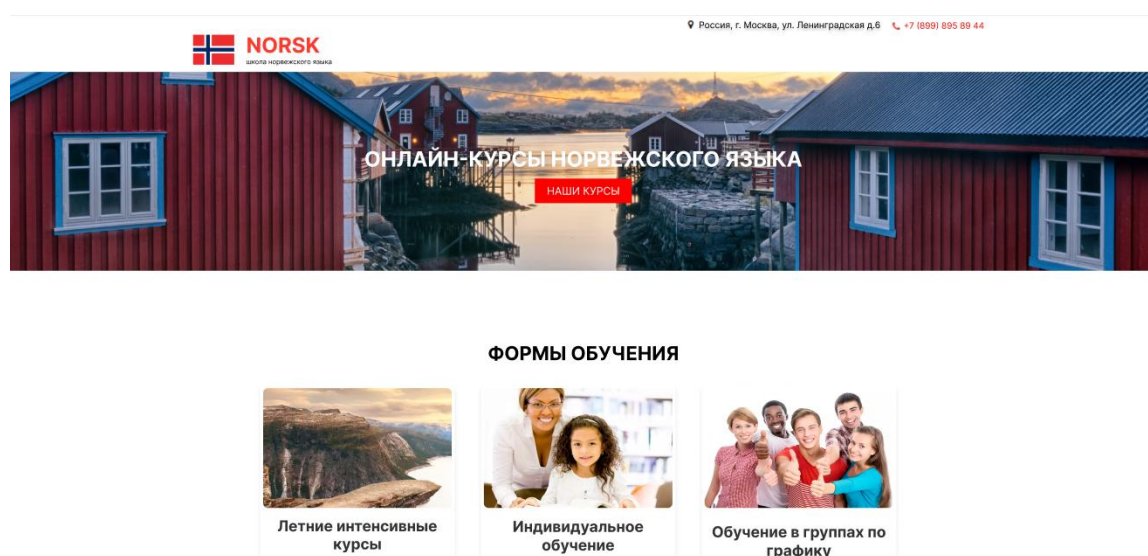 Россия, г. Москва, ул. Ленинградская д.6 +7 (899) 895 89 44
NORSK
школа норвежского языка
ОНЛАЙН-КУРСЫ НОРВЕЖСКОГО ЯЗЫКА
НАШИ КУРСЫ
ФОРМЫ ОБУЧЕНИЯ
Летние интенсивные
курсы
Индивидуальное
обучение
Обучение в группах по
графику